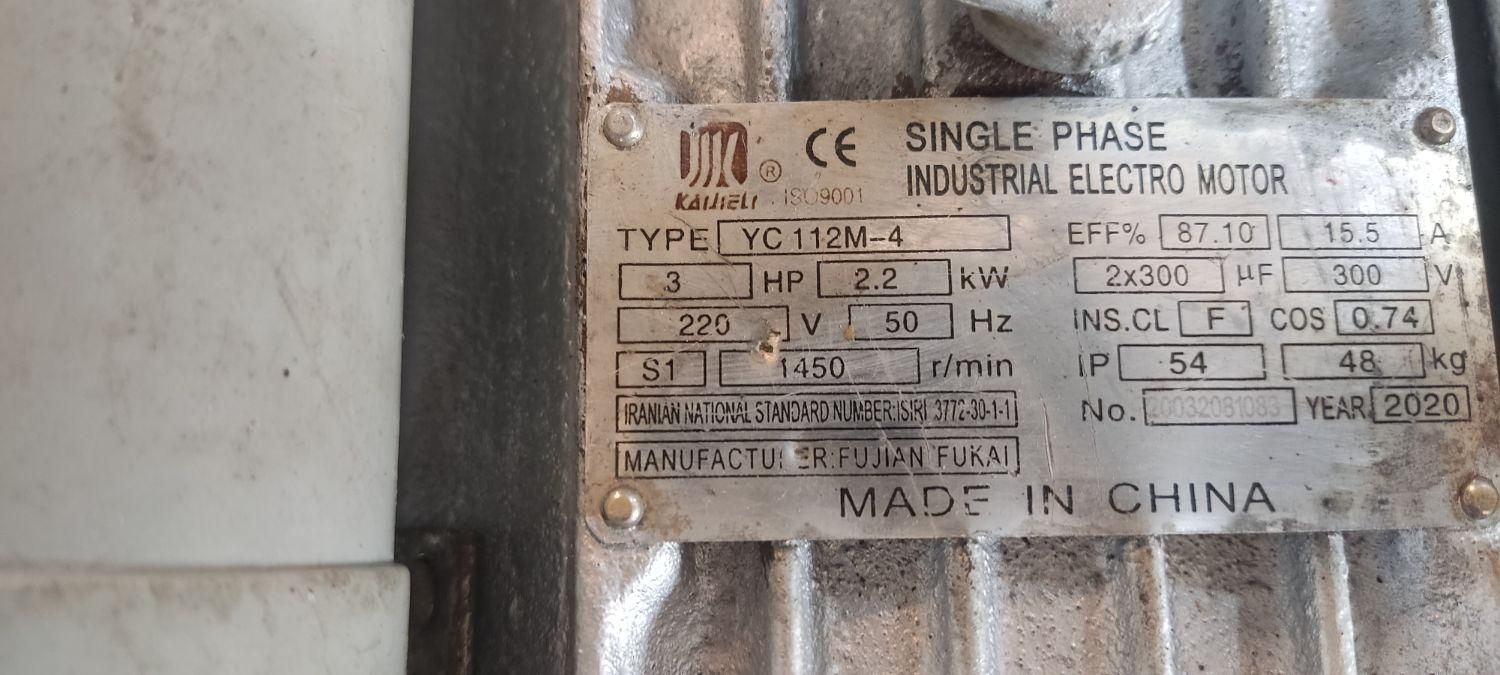 KAIJIELI ® CE ISO9001
SINGLE PHASE
INDUSTRIAL ELECTRO MOTOR
TYPE YC 112M-4
EFF% 87.10 15.5 A
3 HP 2.2 kW
2x300 µF 300 V
220 V 50 Hz
INS.CL F COS 0.74
S1 1450 r/min
IP 54 48 kg
IRANIAN NATIONAL STANDARD NUMBER:ISIRI 3772-30-1-1
No. 20032081083 YEAR 2020
MANUFACTURER:FUJIAN FUKAI
MADE IN CHINA